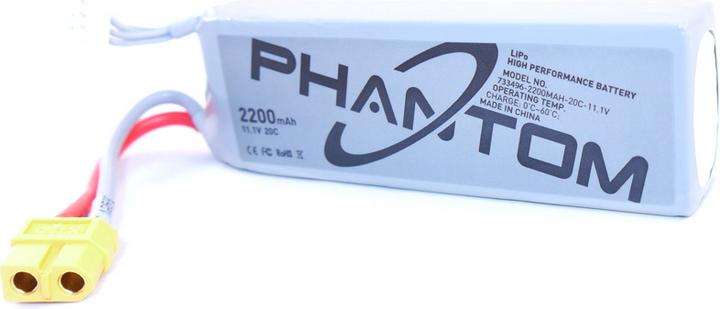 PHANTOM
LiPo
HIGH PERFORMANCE BATTERY
MODEL NO.
733496-2200MAH-20C-11.1V
OPERATING TEMP.
CHARGE: 0°C~60°C;
MADE IN CHINA
2200mAh
11.1V 20C
CE FC RoHS